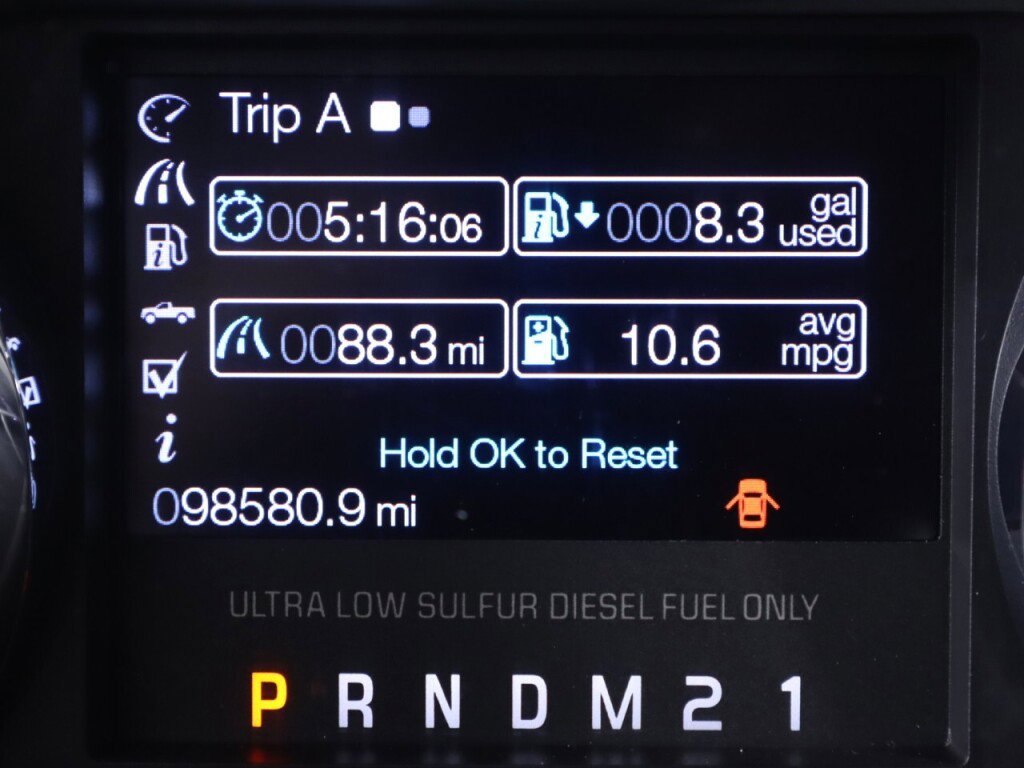 Trip A
005:16:06
0008.3 gal used
0088.3 mi
10.6 avg mpg
i
Hold OK to Reset
098580.9 mi
ULTRA LOW SULFUR DIESEL FUEL ONLY
P R N D M 2 1